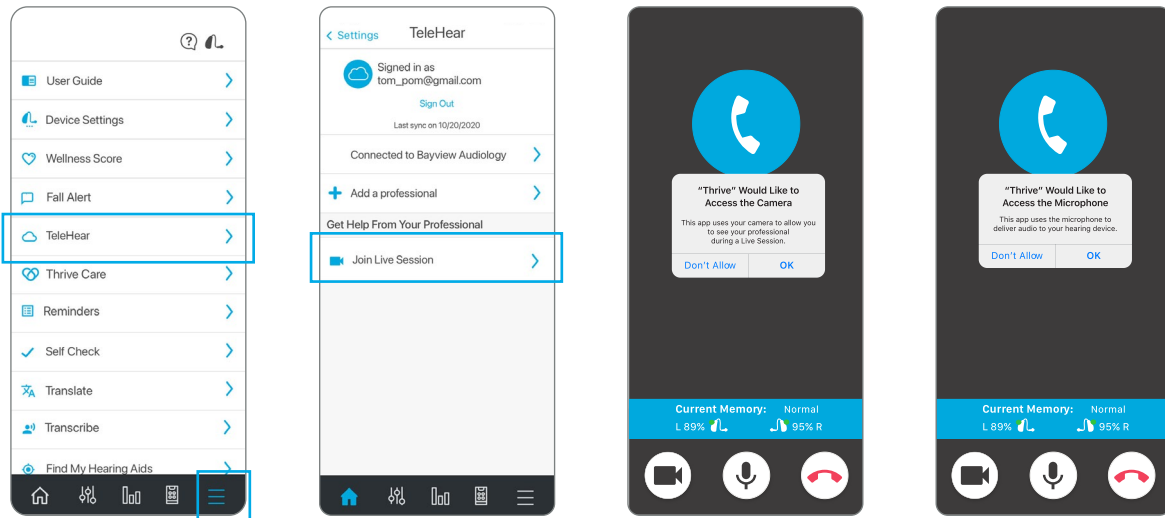 User Guide
Device Settings
Wellness Score
Fall Alert
TeleHear
Thrive Care
Reminders
Self Check
Translate
Transcribe
Find My Hearing Aids
Settings
TeleHear
Signed in as
tom_pom@gmail.com
Sign Out
Last sync on 10/20/2020
Connected to Bayview Audiology
Add a professional
Get Help From Your Professional
Join Live Session
“Thrive” Would Like to
Access the Camera
This app uses your camera to allow you
to see your professional
during a Live Session.
Don't Allow OK
Current Memory: Normal
L 89% 95% R
“Thrive” Would Like to
Access the Microphone
This app uses the microphone to
deliver audio to your hearing device.
Don't Allow OK
Current Memory: Normal
L 89% 95% R